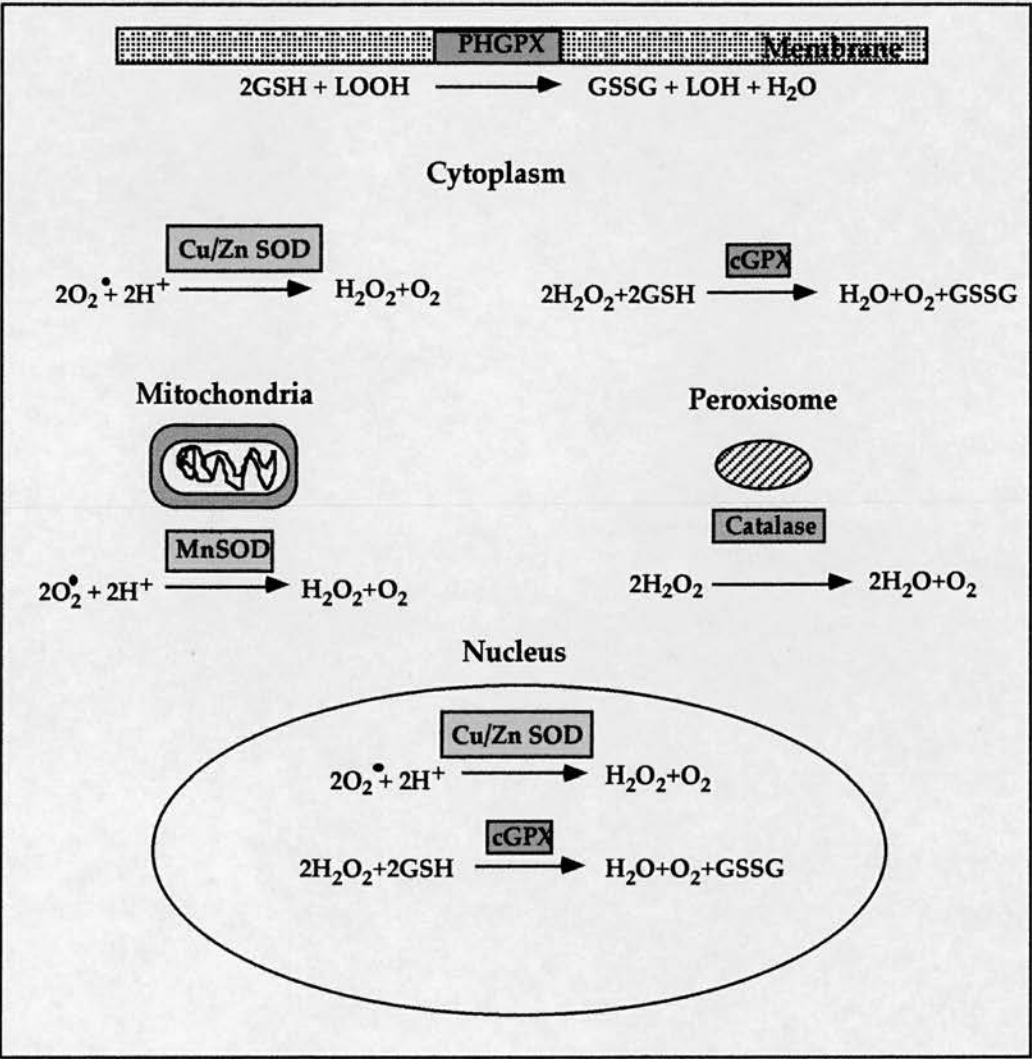 PHGPX Membrane
2GSH + LOOH GSSG + LOH + H₂O
Cytoplasm
Cu/Zn SOD
2O₂•+ 2H⁺ H₂O₂+O₂
cGPX
2H₂O₂+2GSH H₂O+O₂+GSSG
Mitochondria
MnSOD
2O₂• + 2H⁺ H₂O₂+O₂
Peroxisome
Catalase
2H₂O₂ 2H₂O+O₂
Nucleus
Cu/Zn SOD
2O₂•+ 2H⁺ H₂O₂+O₂
cGPX
2H₂O₂+2GSH H₂O+O₂+GSSG